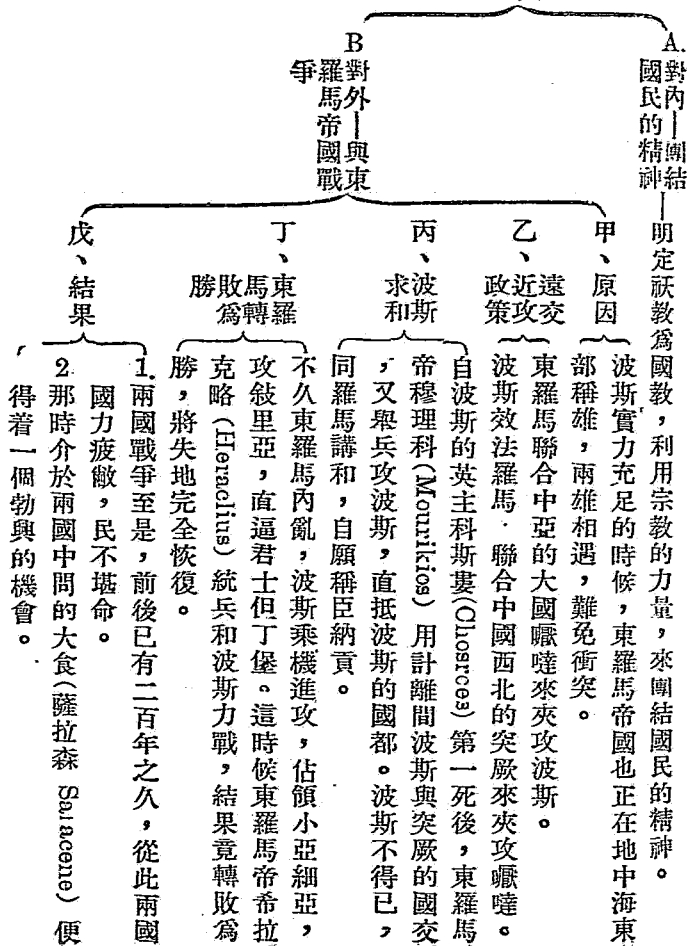 A.
對內—團結
國民的精神—明定祆教爲國教，利用宗教的力量，來團結國民的精神。
B
對外—與東
羅馬帝國戰
爭
甲、原因
波斯實力充足的時候，東羅馬帝國也正在地中海東
部稱雄，兩雄相遇，難免衝突。
乙、
遠交
近攻
政策
東羅馬聯合中亞的大國嚈噠來夾攻波斯。
波斯效法羅馬．聯合中國西北的突厥來夾攻嚈噠。
丙、
波斯
求和
自波斯的英主科斯婁(Chosrces)第一死後，東羅馬
帝穆理科(Mourikios)用計離間波斯與突厥的國交
，又舉兵攻波斯，直抵波斯的國都。波斯不得已，
同羅馬講和，自願稱臣納貢。
丁、
東羅
馬轉
敗爲
勝
不久東羅馬內亂，波斯乘機進攻，佔領小亞細亞，
攻敍里亞，直逼君士但丁堡。這時候東羅馬帝希拉
克略(Heraclius)統兵和波斯力戰，結果竟轉敗爲
勝，將失地完全恢復。
戊、結果
1.兩國戰爭至是，前後已有二百年之久，從此兩國
國力疲敝，民不堪命。
2.那時介於兩國中間的大食(薩拉森 Saracene)便
得着一個勃興的機會。